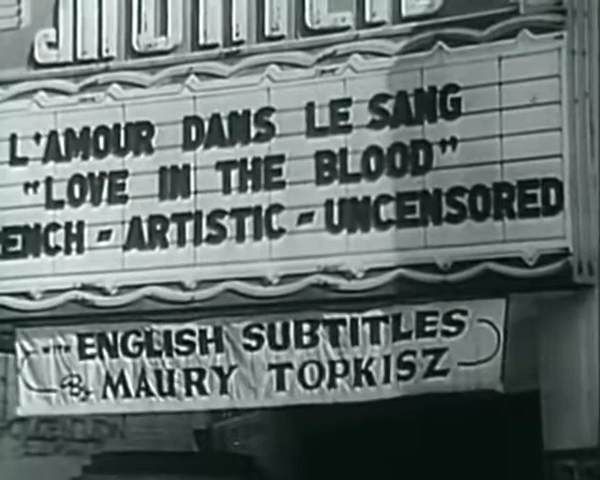 L'AMOUR DANS LE SANG
"LOVE IN THE BLOOD"
ENCH - ARTISTIC - UNCENSORED
ENGLISH SUBTITLES
By MAURY TOPKISZ